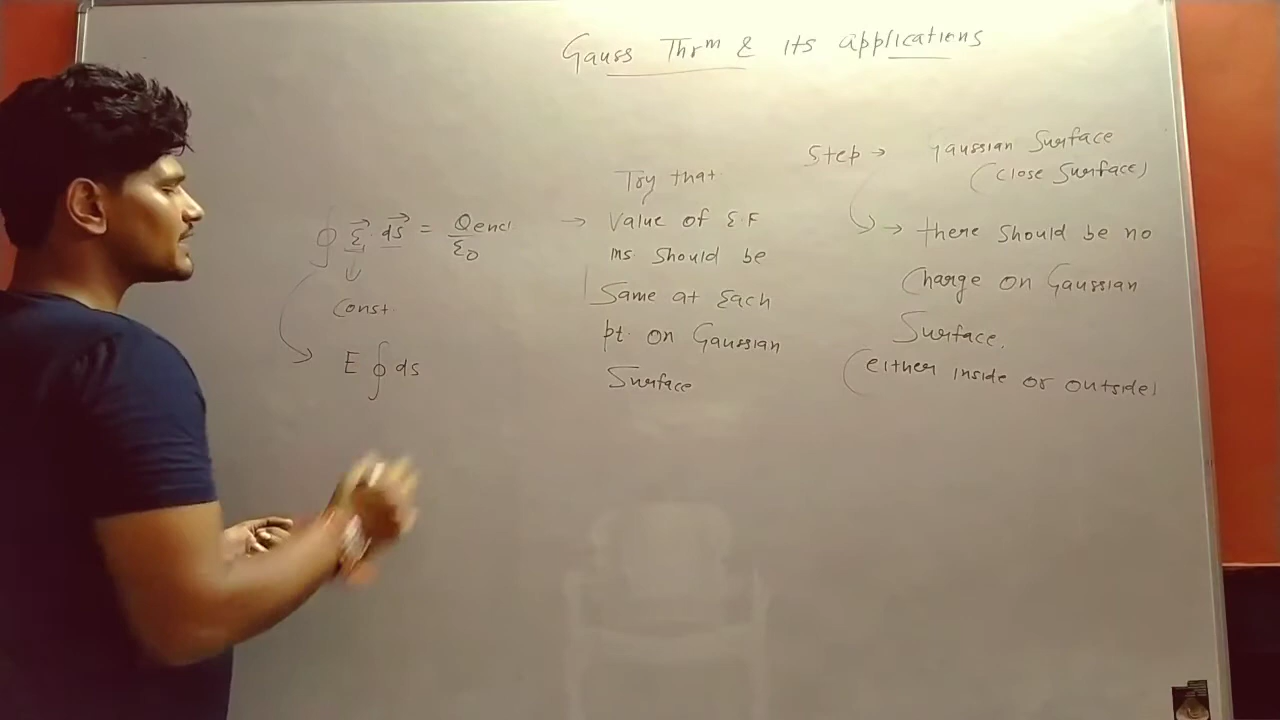 Gauss Thrm & its applications
∮ E⃗ · ds⃗ = Qencl / ε0
Const.
E ∮ ds
→ Try that
Value of E.F
ms. should be
Same at Each
pt. on Gaussian
Surface
Step → Gaussian Surface
(Close Surface)
→ there should be no
Charge on Gaussian
Surface.
(either inside or outside)